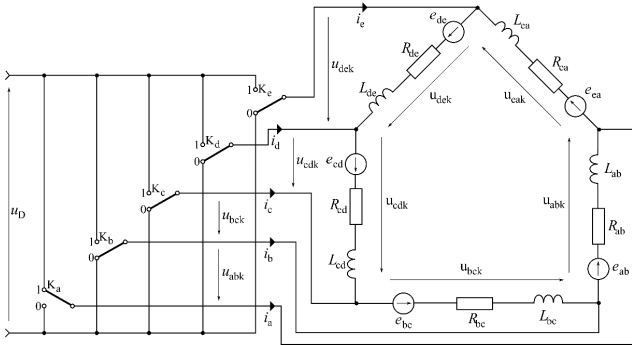 i_e
e_de
L_ea
R_de
R_ea
u_dek
1 K_e
L_de
u_dek
u_eak
e_ea
0
K_d
1
i_d
0
e_cd
u_cdk
L_ab
K_c
1
R_cd
u_cdk
u_abk
u_D
0
i_c
u_bck
R_ab
K_b
1
i_b
L_cd
0
u_abk
u_bck
e_ab
K_a
1
0
i_a
e_bc
R_bc
L_bc